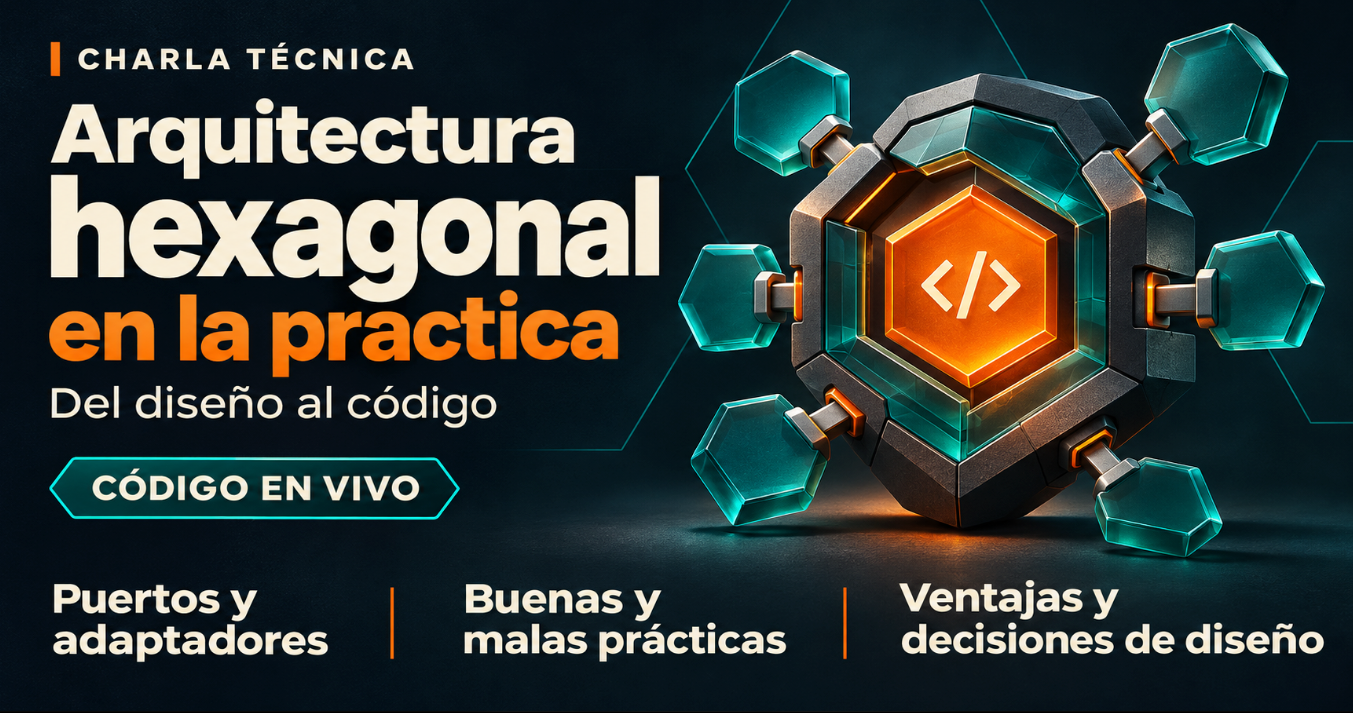 CHARLA TÉCNICA
Arquitectura
hexagonal
en la practica
Del diseño al código
</>
CÓDIGO EN VIVO
Puertos y
adaptadores
Buenas y
malas prácticas
Ventajas y
decisiones de diseño